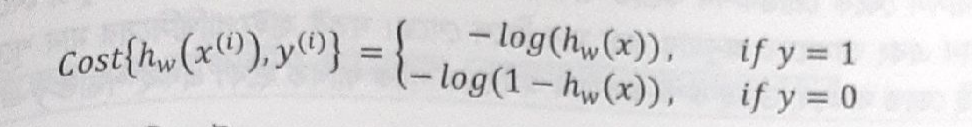 Cost{h_w(x^{(i)}), y^{(i)}} = { −log(h_w(x)), if y = 1
−log(1 − h_w(x)), if y = 0